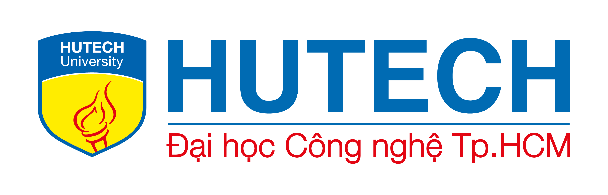 HUTECH
University
HUTECH
Đại học Công nghệ Tp.HCM